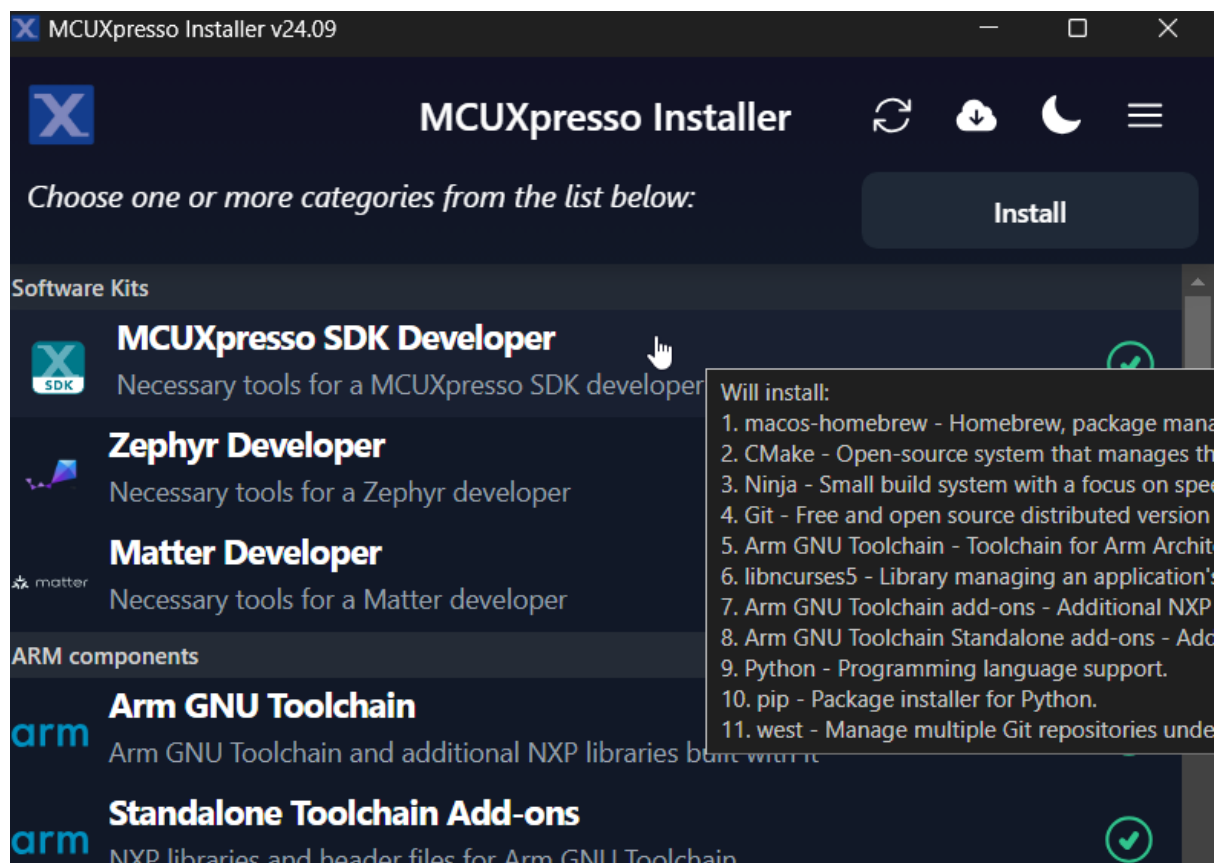 MCUXpresso Installer v24.09
MCUXpresso Installer
Choose one or more categories from the list below:
Install
Software Kits
MCUXpresso SDK Developer
SDK
Necessary tools for a MCUXpresso SDK developer
Will install:
1. macos-homebrew - Homebrew, package mana
2. CMake - Open-source system that manages th
3. Ninja - Small build system with a focus on spee
4. Git - Free and open source distributed version
5. Arm GNU Toolchain - Toolchain for Arm Archit
6. libncurses5 - Library managing an application's
7. Arm GNU Toolchain add-ons - Additional NXP
8. Arm GNU Toolchain Standalone add-ons - Add
9. Python - Programming language support.
10. pip - Package installer for Python.
11. west - Manage multiple Git repositories unde
Zephyr Developer
Necessary tools for a Zephyr developer
Matter Developer
matter
Necessary tools for a Matter developer
ARM components
Arm GNU Toolchain
arm
Arm GNU Toolchain and additional NXP libraries built with it
Standalone Toolchain Add-ons
arm
NXP libraries and header files for Arm GNU Toolchain